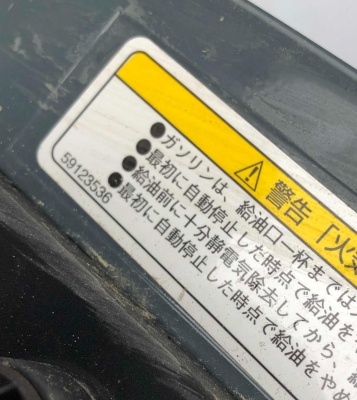 ⚠警告「火気
●ガソリンは、給油口一杯までは
●最初に自動停止した時点で給油を
●給油前に十分静電気除去してから、給
●最初に自動停止した時点で給油をやめ
59123536